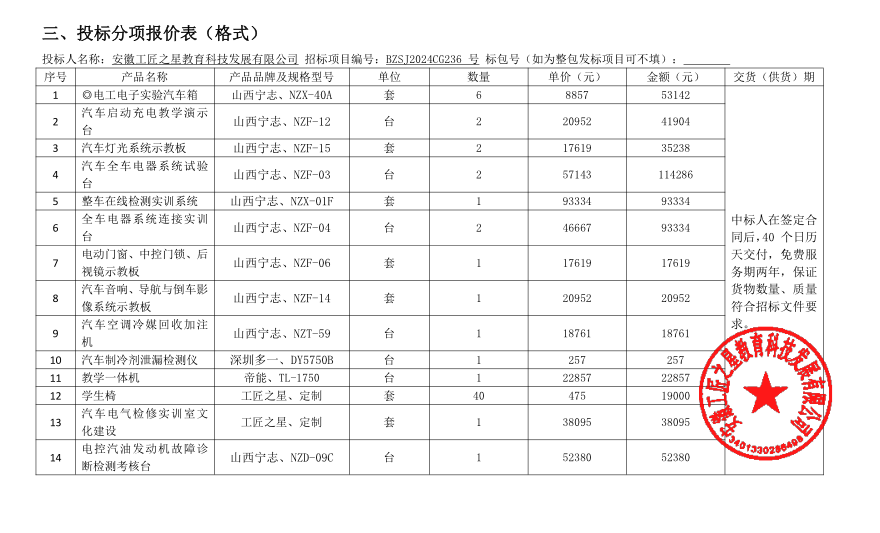 三、投标分项报价表（格式）
投标人名称：安徽工匠之星教育科技发展有限公司 招标项目编号：BZSJ2024CG236 号 标包号（如为整包发标项目可不填）：
序号 产品名称 产品品牌及规格型号 单位 数量 单价（元） 金额（元） 交货（供货）期
1 ◎电工电子实验汽车箱 山西宁志、NZX-40A 套 6 8857 53142
2 汽车启动充电教学演示台 山西宁志、NZF-12 台 2 20952 41904
3 汽车灯光系统示教板 山西宁志、NZF-15 套 2 17619 35238
4 汽车全车电器系统试验台 山西宁志、NZF-03 台 2 57143 114286
5 整车在线检测实训系统 山西宁志、NZX-01F 套 1 93334 93334
6 全车电器系统连接实训台 山西宁志、NZF-04 台 2 46667 93334
7 电动门窗、中控门锁、后视镜示教板 山西宁志、NZF-06 套 1 17619 17619
8 汽车音响、导航与倒车影像系统示教板 山西宁志、NZF-14 套 1 20952 20952
9 汽车空调冷媒回收加注机 山西宁志、NZT-59 台 1 18761 18761
10 汽车制冷剂泄漏检测仪 深圳多一、DY5750B 台 1 257 257
11 教学一体机 帝能、TL-1750 台 1 22857 22857
12 学生椅 工匠之星、定制 套 40 475 19000
13 汽车电气检修实训室文化建设 工匠之星、定制 套 1 38095 38095
14 电控汽油发动机故障诊断检测考核台 山西宁志、NZD-09C 台 1 52380 52380
中标人在签定合
同后,40 个日历
天交付，免费服
务期两年，保证
货物数量、质量
符合招标文件要
求。
安徽工匠之星教育科技发展有限公司